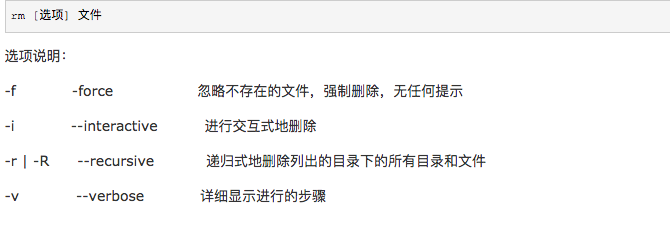 rm [选项] 文件
选项说明：
-f -force 忽略不存在的文件，强制删除，无任何提示
-i --interactive 进行交互式地删除
-r | -R --recursive 递归式地删除列出的目录下的所有目录和文件
-v --verbose 详细显示进行的步骤